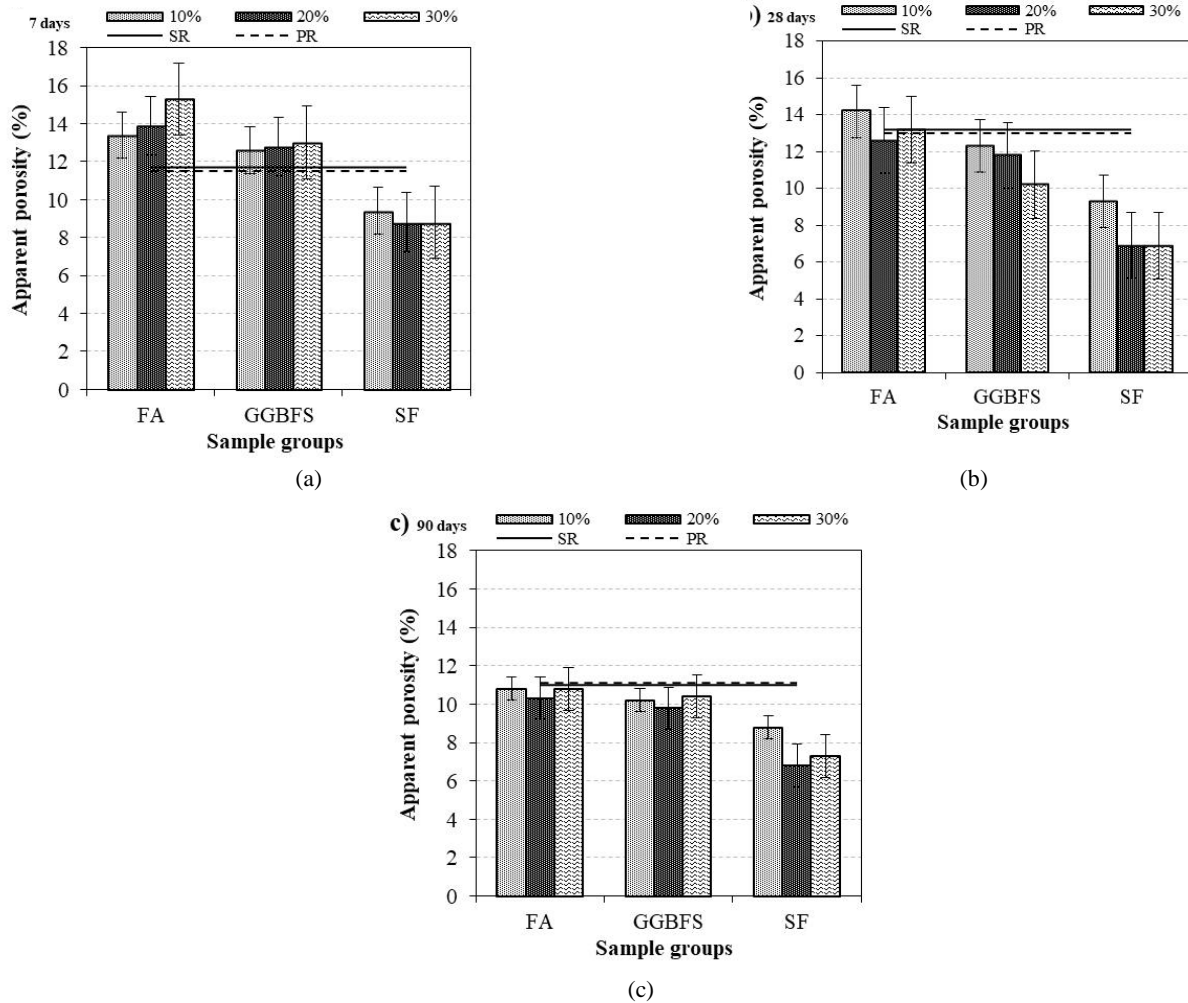 7 days
10% 20% 30%
SR PR
18
16
14
12
10
8
6
4
2
0
Apparent porosity (%)
FA GGBFS SF
Sample groups
(a)
) 28 days
10% 20% 30%
SR PR
18
16
14
12
10
8
6
4
2
0
Apparent porosity (%)
FA GGBFS SF
Sample groups
(b)
c) 90 days
10% 20% 30%
SR PR
18
16
14
12
10
8
6
4
2
0
Apparent porosity (%)
FA GGBFS SF
Sample groups
(c)